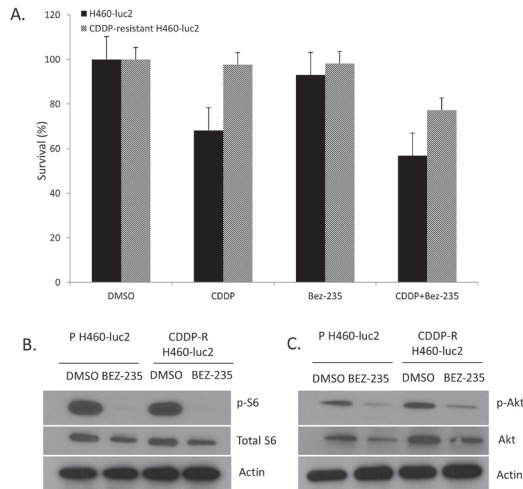 A.
H460-luc2
CDDP-resistant H460-luc2
Survival (%)
120
100
80
60
40
20
0
DMSO
CDDP
Bez-235
CDDP+Bez-235
B.
P H460-luc2
CDDP-R
H460-luc2
DMSO BEZ-235 DMSO BEZ-235
p-S6
Total S6
Actin
C.
P H460-luc2
CDDP-R
H460-luc2
DMSO BEZ-235 DMSO BEZ-235
p-Akt
Akt
Actin